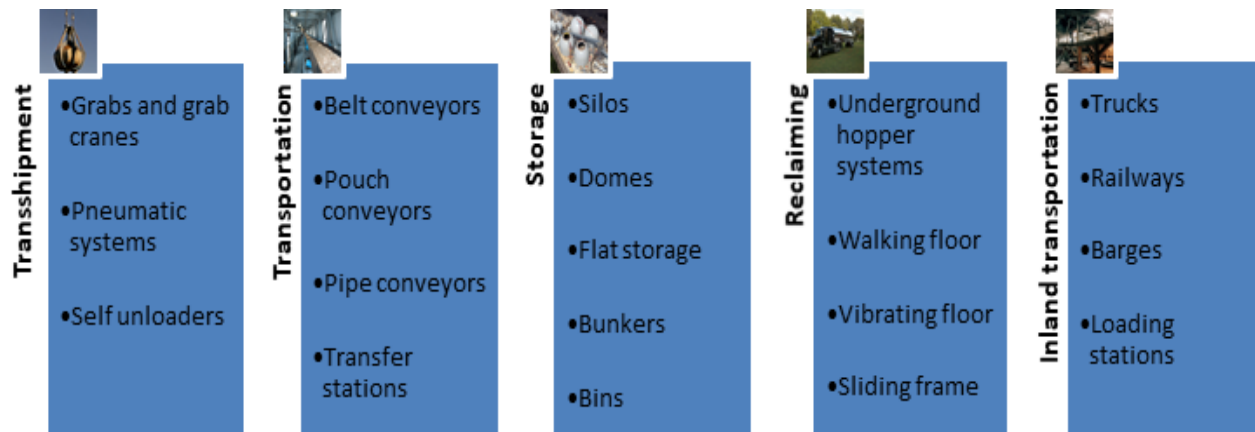 Transshipment
•Grabs and grab
cranes
•Pneumatic
systems
•Self unloaders
Transportation
•Belt conveyors
•Pouch
conveyors
•Pipe conveyors
•Transfer
stations
Storage
•Silos
•Domes
•Flat storage
•Bunkers
•Bins
Reclaiming
•Underground
hopper
systems
•Walking floor
•Vibrating floor
•Sliding frame
Inland transportation
•Trucks
•Railways
•Barges
•Loading
stations